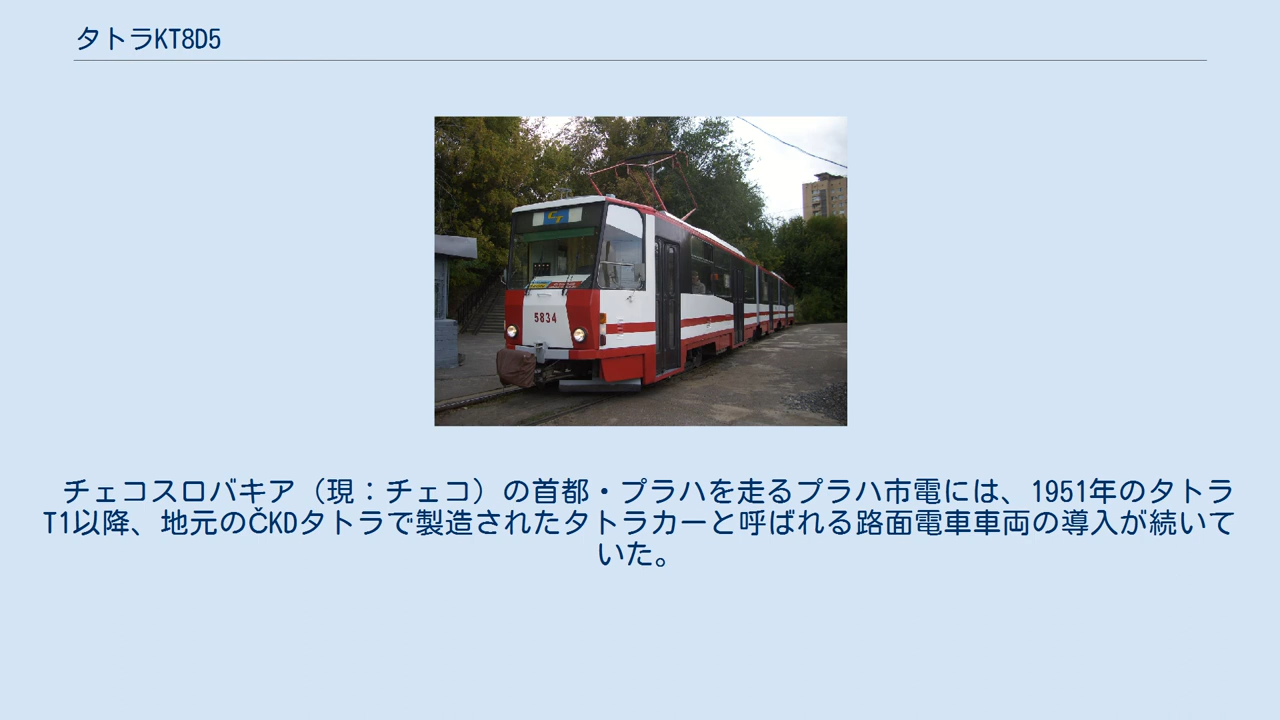 タトラKT8D5
CT
5834
チェコスロバキア（現：チェコ）の首都・プラハを走るプラハ市電には、1951年のタトラ
T1以降、地元のČKDタトラで製造されたタトラカーと呼ばれる路面電車車両の導入が続いて
いた。